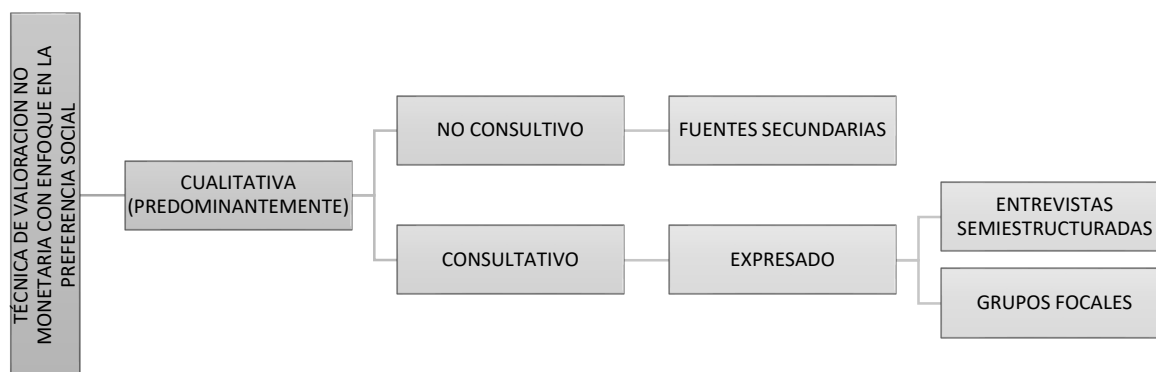 TÉCNICA DE VALORACION NO
MONETARIA CON ENFOQUE EN LA
PREFERENCIA SOCIAL
CUALITATIVA
(PREDOMINANTEMENTE)
NO CONSULTIVO
FUENTES SECUNDARIAS
CONSULTATIVO
EXPRESADO
ENTREVISTAS
SEMIESTRUCTURADAS
GRUPOS FOCALES